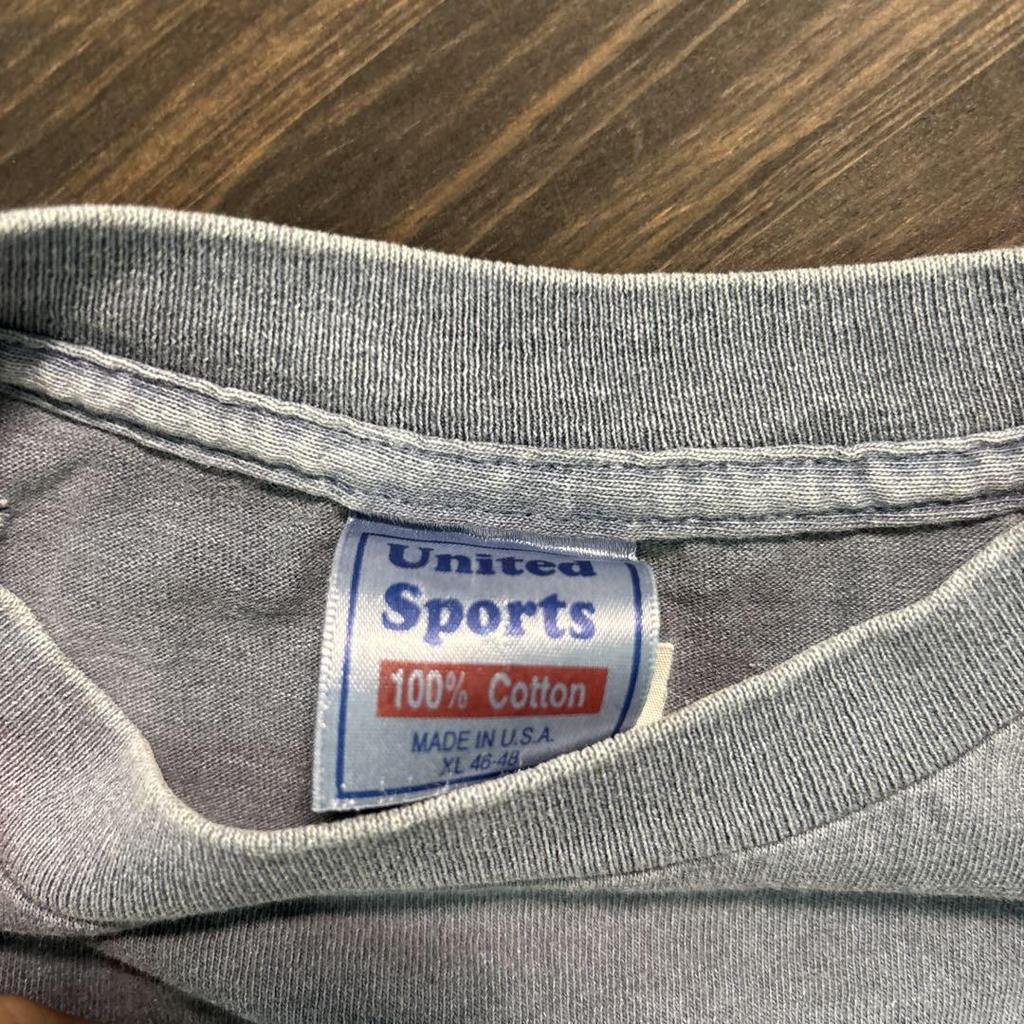 United
Sports
100% Cotton
MADE IN U.S.A.
XL 46-48